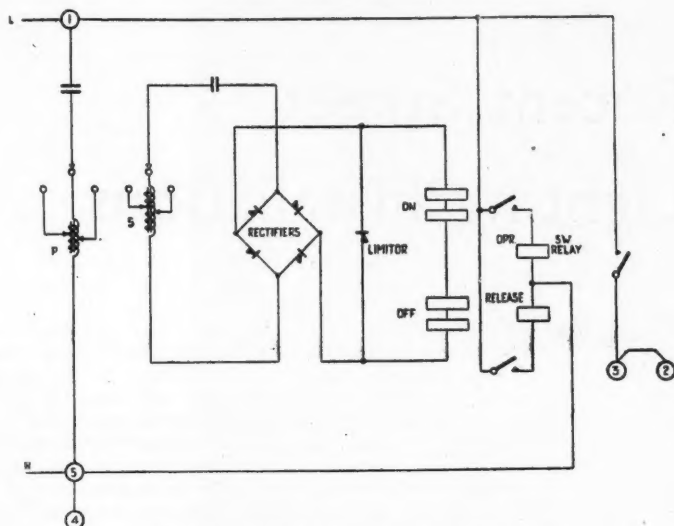 L
1
P
S
RECTIFIERS
LIMITOR
ON
OFF
OPR
SW
RELAY
RELEASE
3
2
W
5
4